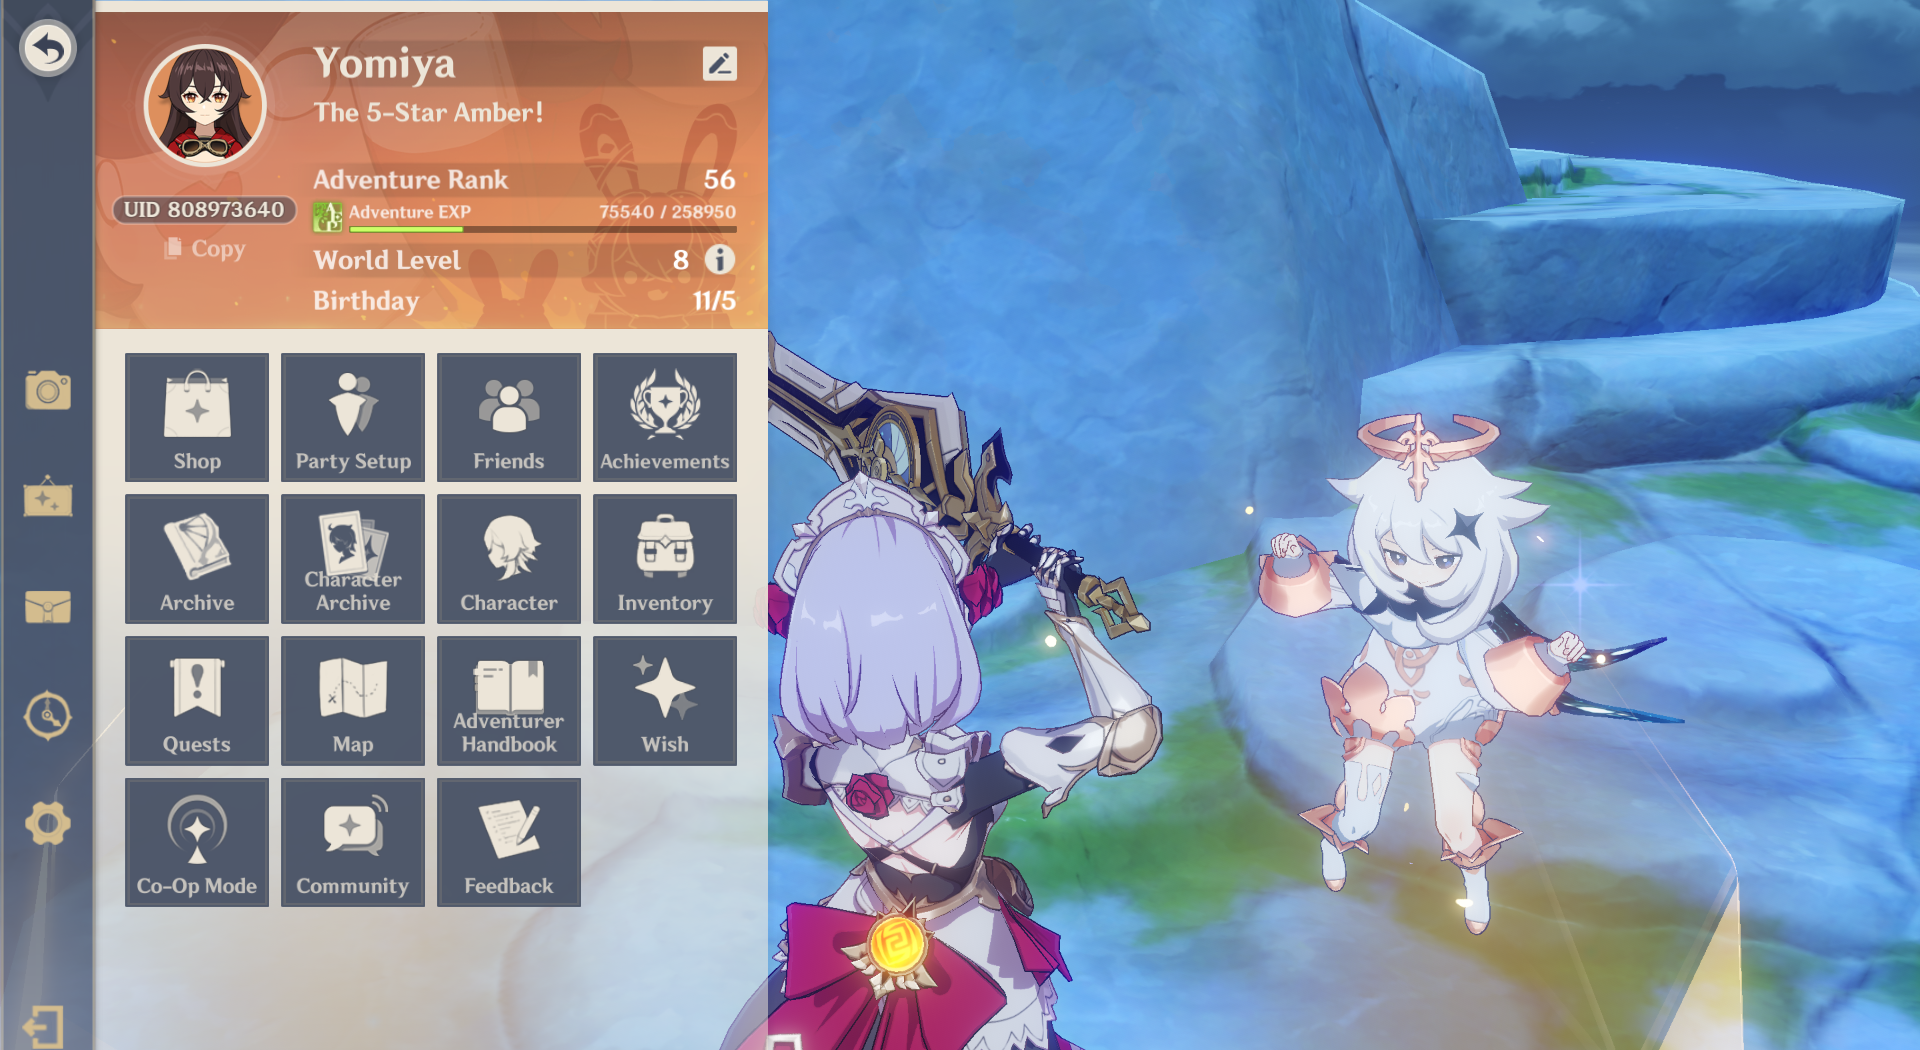 Yomiya
The 5-Star Amber!
Adventure Rank 56
UID 808973640
Adventure EXP 75540 / 258950
Copy
World Level 8
Birthday 11/5
Shop
Party Setup
Friends
Achievements
Archive
Character
Archive
Character
Inventory
Quests
Map
Adventurer
Handbook
Wish
Co-Op Mode
Community
Feedback